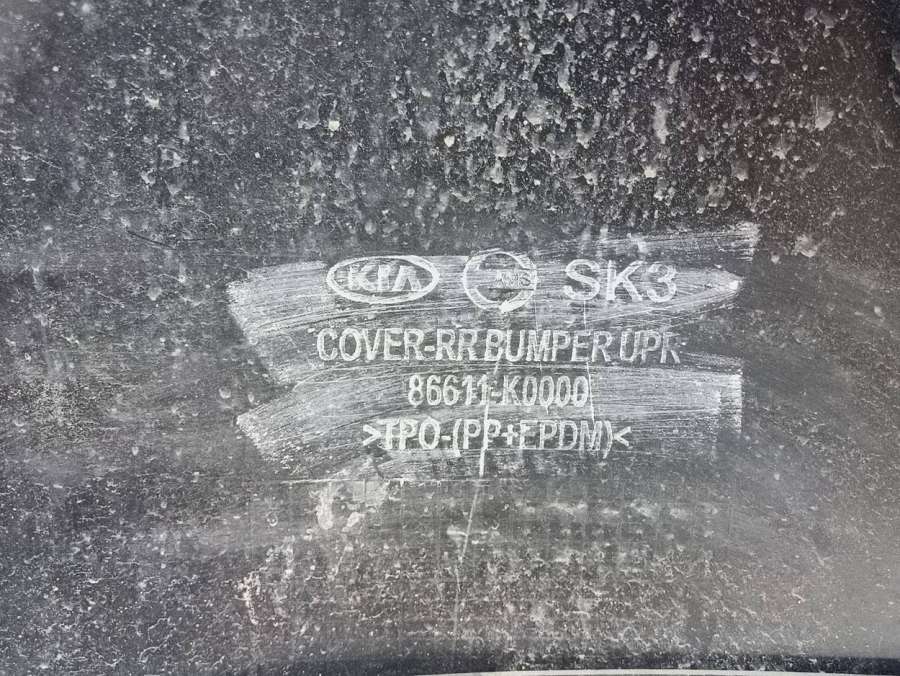 KIA SK3
COVER-RR BUMPER UPR
86611-K0000
>TPO-(PP+EPDM)<